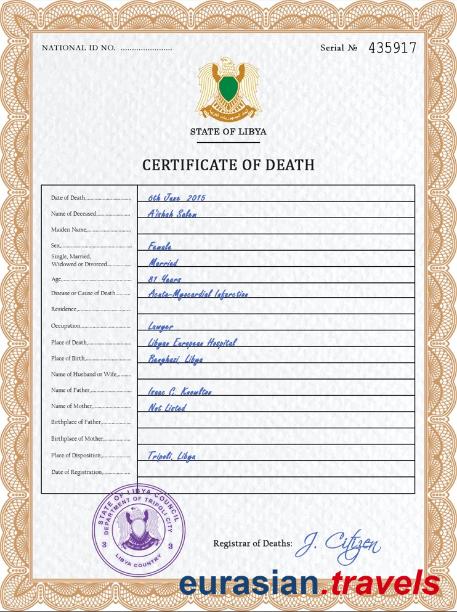 NATIONAL ID NO. ........................
Serial № 435917
STATE OF LIBYA
CERTIFICATE OF DEATH
Date of Death.................... 6th June 2015
Name of Deceased............ A'ishah Salem
Maiden Name....................
Sex.................................... Female
Single, Married,
Widowed or Divorced........ Married
Age................................... 81 Years
Disease or Cause of Death........ Acute-Myocardial Infarction
Residence..........................
Occupation....................... Lawyer
Place of Death................... Libyan European Hospital
Place of Birth.................... Benghazi, Libya
Name of Husband or Wife.......
Name of Father................. Isaac C. Knowlton
Name of Mother................ Not Listed
Birthplace of Father...........
Birthplace of Mother..........
Place of Disposition........... Tripoli, Libya
Date of Registration...........
STATE OF LIBYA COUNCIL
DEPARTMENT OF TRIPOLI CITY
LIBYA COUNTRY
Registrar of Deaths: J. Citizen
eurasian.travels